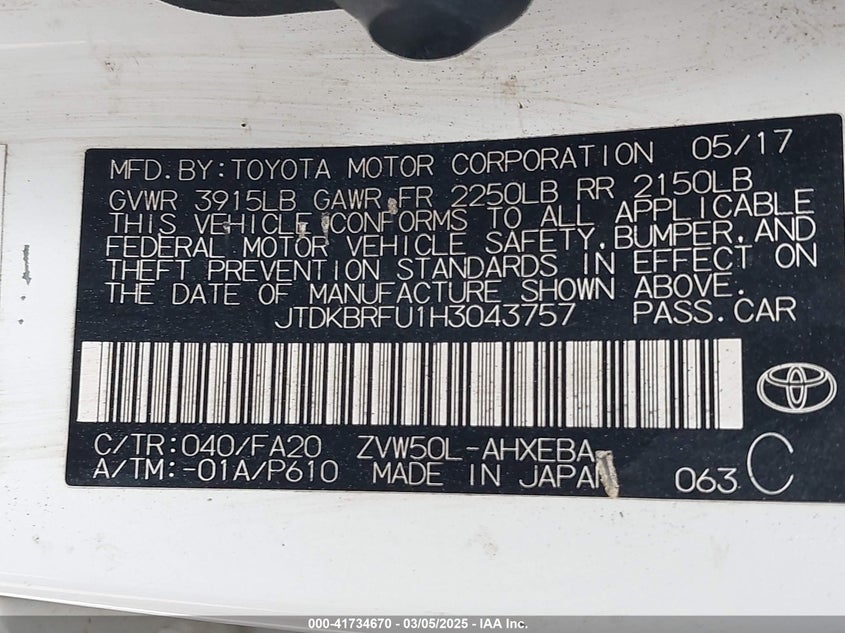 MFD.BY:TOYOTA MOTOR CORPORATION 05/17
GVWR 3915LB GAWR FR 2250LB RR 2150LB
THIS VEHICLE CONFORMS TO ALL APPLICABLE
FEDERAL MOTOR VEHICLE SAFETY,BUMPER,AND
THEFT PREVENTION STANDARDS IN EFFECT ON
THE DATE OF MANUFACTURE SHOWN ABOVE.
JTDKBRFU1H3043757 PASS.CAR
C/TR:040/FA20 ZVW50L-AHXEBA
A/TM:-01A/P610 MADE IN JAPAN 063 C
000-41734670 - 03/05/2025 - IAA Inc.